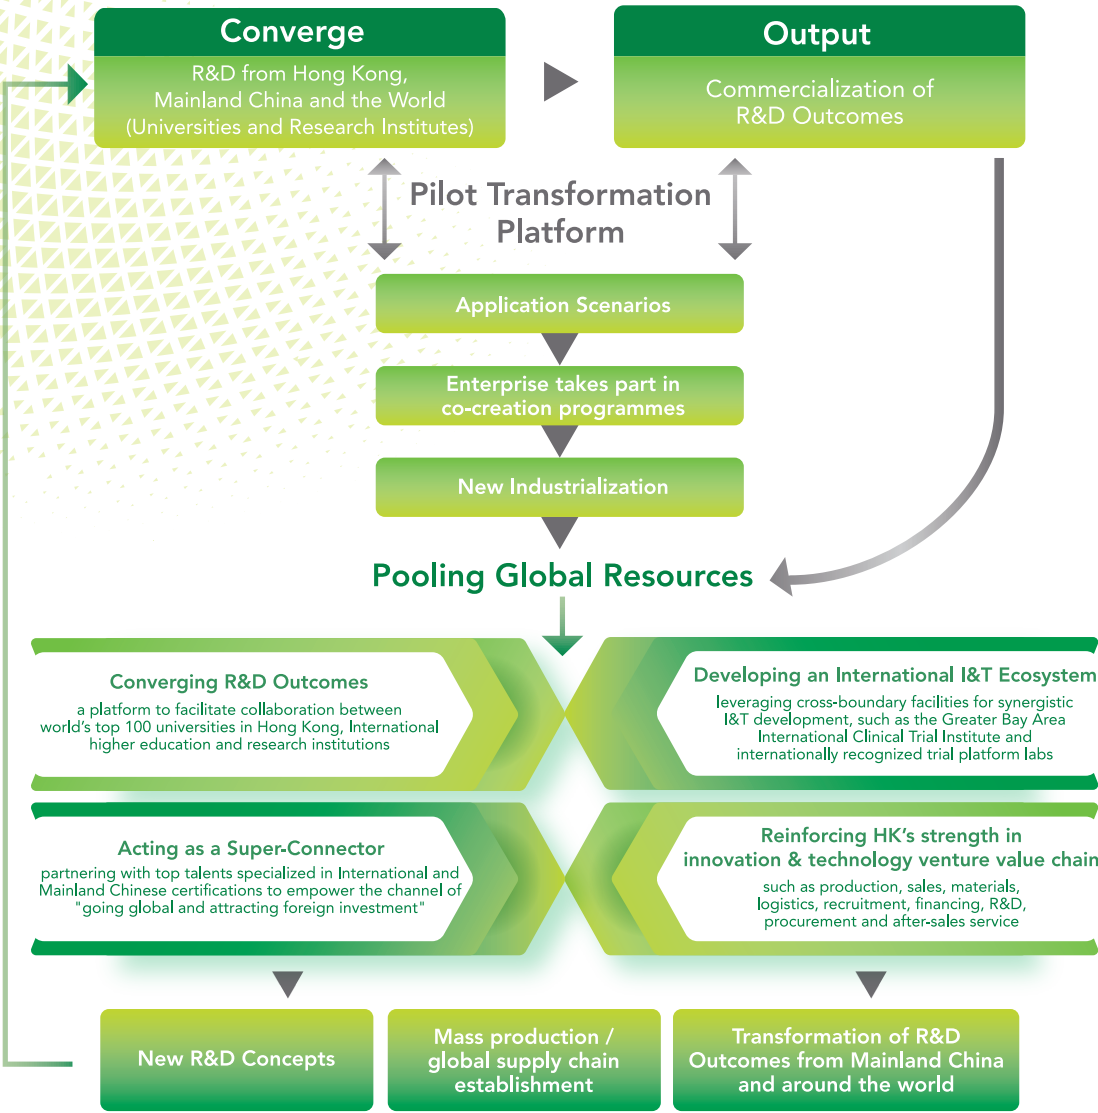 Converge
R&D from Hong Kong,
Mainland China and the World
(Universities and Research Institutes)
Output
Commercialization of
R&D Outcomes
Pilot Transformation
Platform
Application Scenarios
Enterprise takes part in
co-creation programmes
New Industrialization
Pooling Global Resources
Converging R&D Outcomes
a platform to facilitate collaboration between
world's top 100 universities in Hong Kong, International
higher education and research institutions
Developing an International I&T Ecosystem
leveraging cross-boundary facilities for synergistic
I&T development, such as the Greater Bay Area
International Clinical Trial Institute and
internationally recognized trial platform labs
Acting as a Super-Connector
partnering with top talents specialized in International and
Mainland Chinese certifications to empower the channel of
"going global and attracting foreign investment"
Reinforcing HK's strength in
innovation & technology venture value chain
such as production, sales, materials,
logistics, recruitment, financing, R&D,
procurement and after-sales service
New R&D Concepts
Mass production /
global supply chain
establishment
Transformation of R&D
Outcomes from Mainland China
and around the world